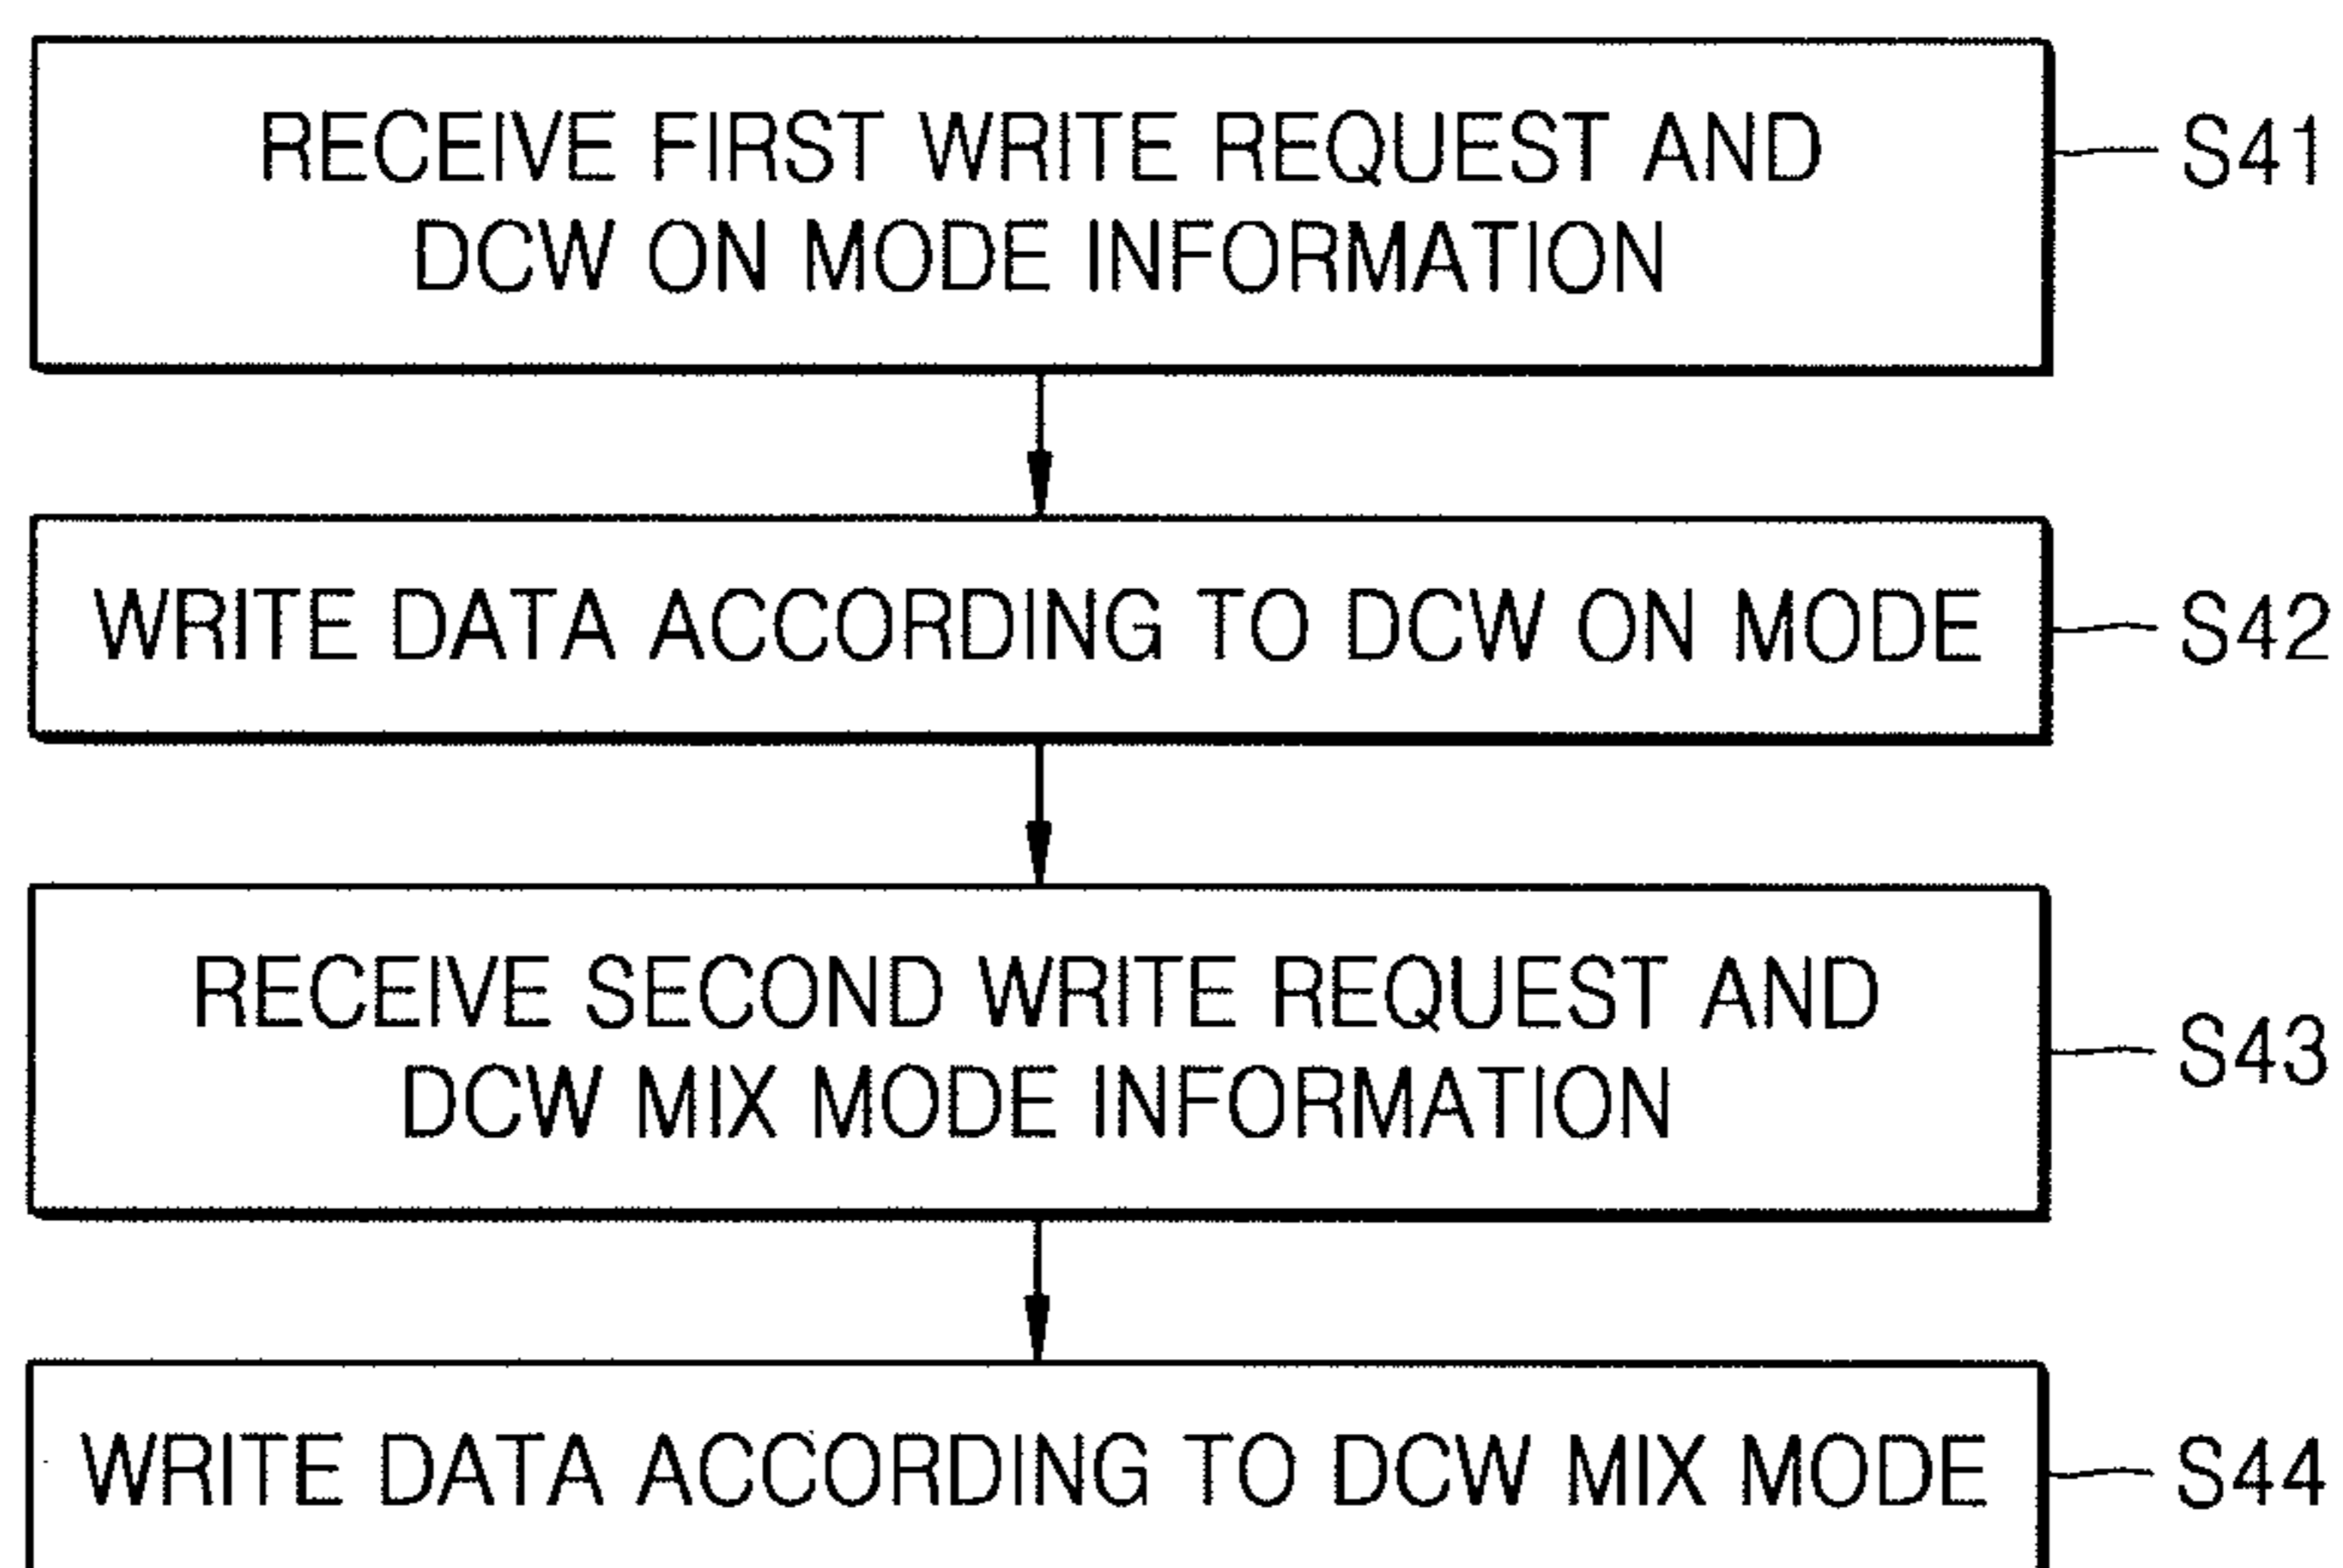 RECEIVE FIRST WRITE REQUEST AND
DCW ON MODE INFORMATION
S41
WRITE DATA ACCORDING TO DCW ON MODE
S42
RECEIVE SECOND WRITE REQUEST AND
DCW MIX MODE INFORMATION
S43
WRITE DATA ACCORDING TO DCW MIX MODE
S44